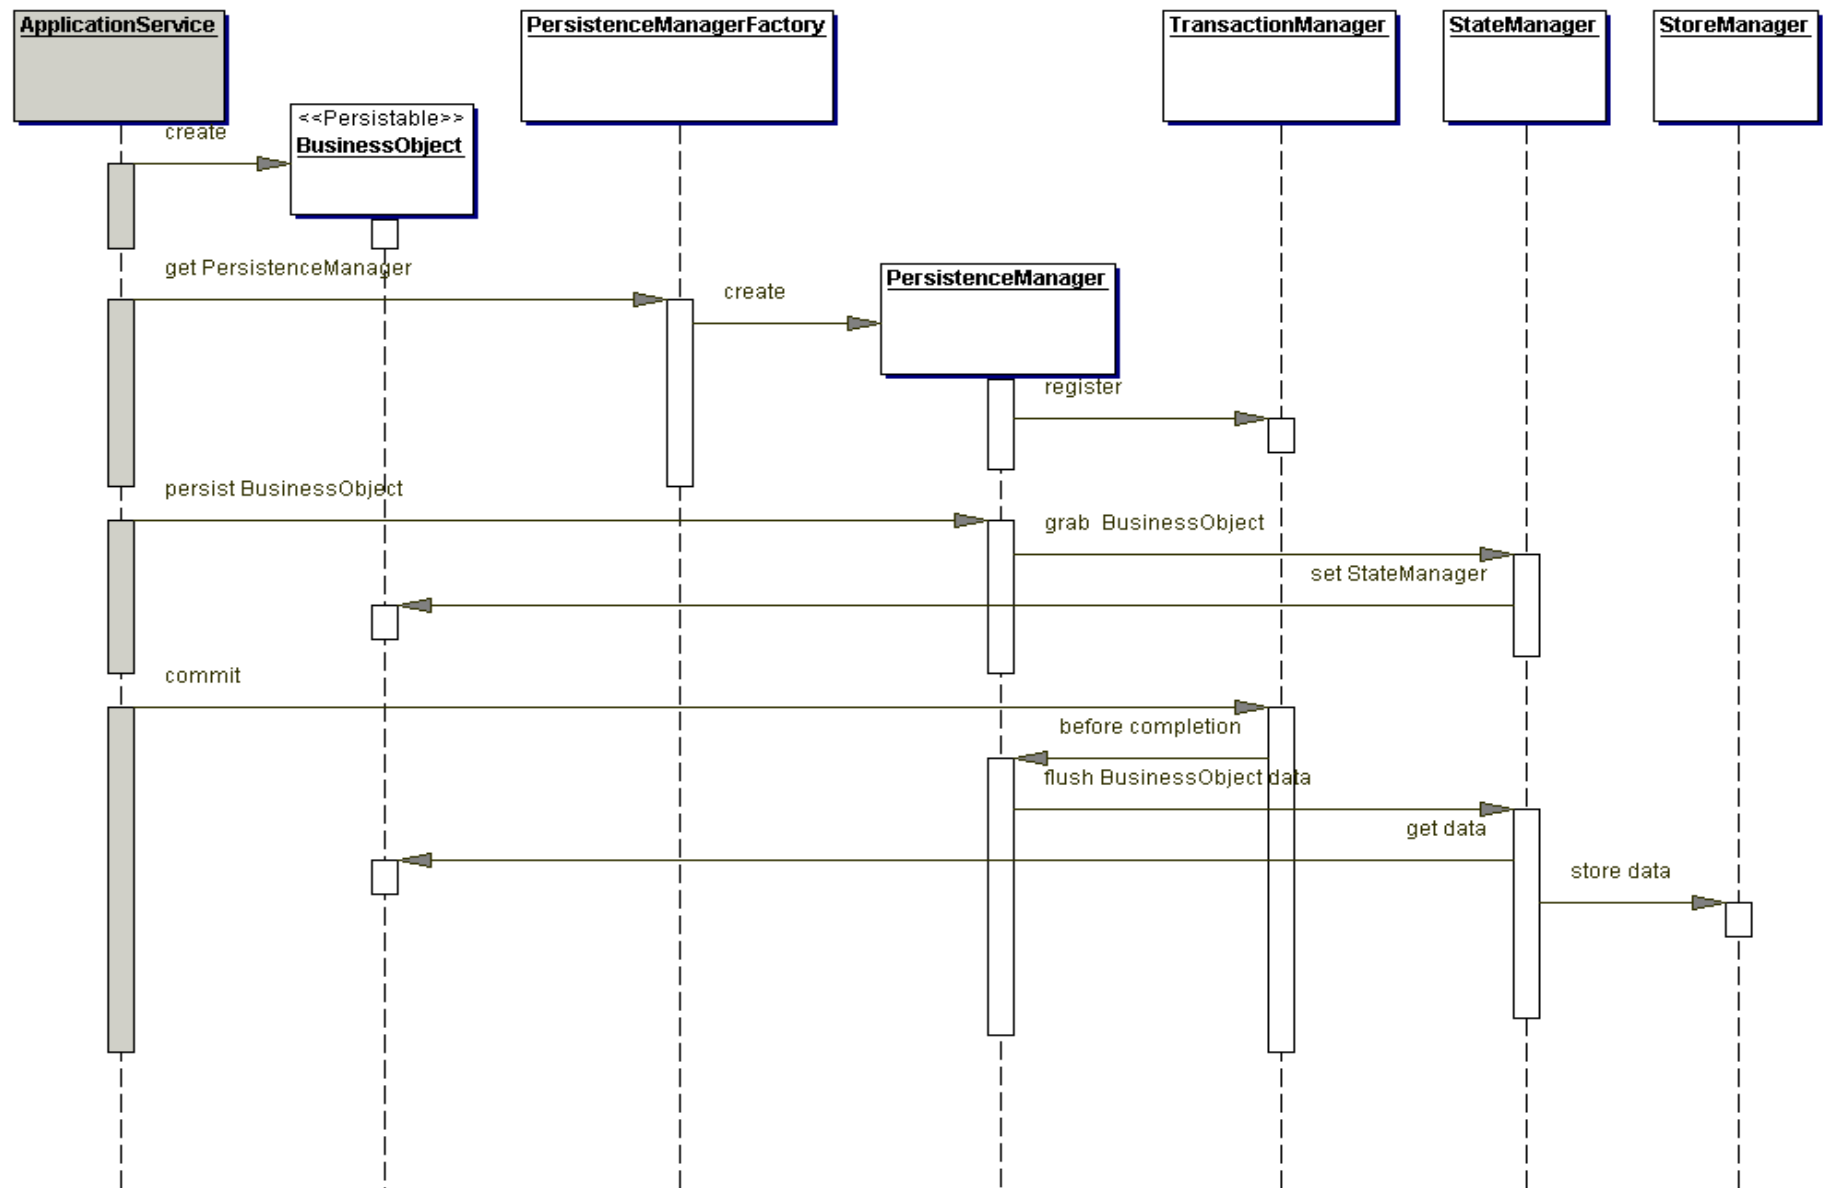 ApplicationService
PersistenceManagerFactory
TransactionManager
StateManager
StoreManager
<<Persistable>>
BusinessObject
create
get PersistenceManager
create
PersistenceManager
register
persist BusinessObject
grab  BusinessObject
set StateManager
commit
before completion
flush BusinessObject data
get data
store data